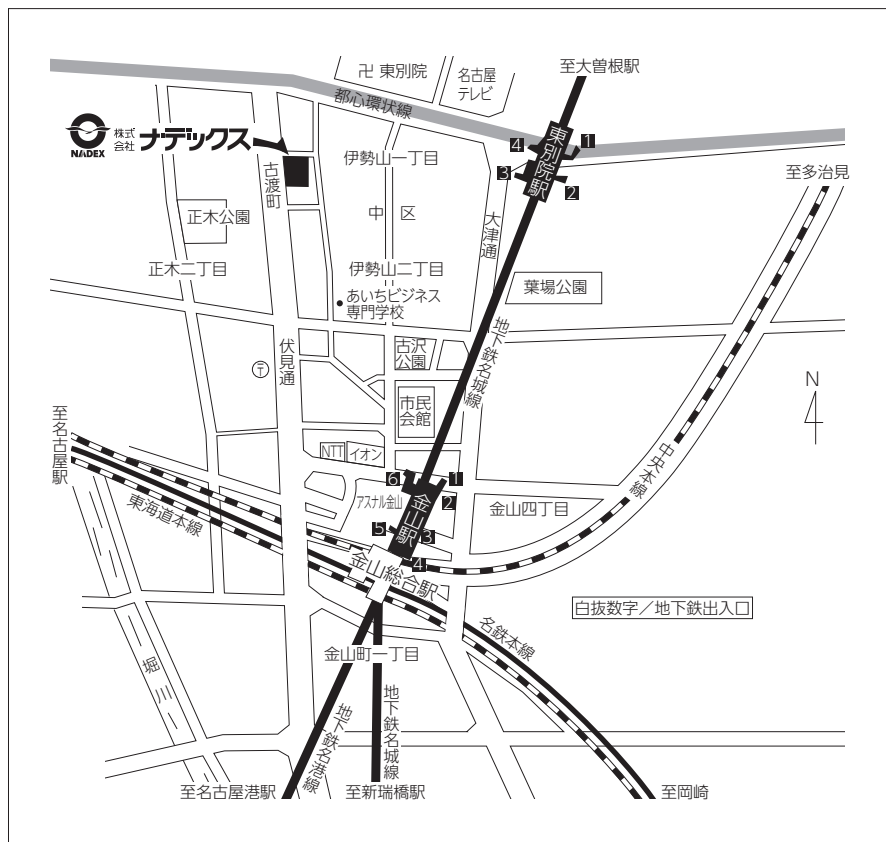 至大曽根駅
卍 東別院
名古屋
テレビ
都心環状線
NADEX
株式
会社
ナデックス
東別院駅
4
1
3
2
伊勢山一丁目
古渡町
至多治見
正木公園
中 区
大津通
正木二丁目
伊勢山二丁目
葉場公園
あいちビジネス
専門学校
地下鉄名城線
伏見通
古沢
公園
〒
N
市民
会館
至名古屋駅
NTT
イオン
中央本線
6
1
アスナル金山
金山駅
2
金山四丁目
東海道本線
5
3
4
金山総合駅
白抜数字/地下鉄出入口
名鉄本線
金山町一丁目
堀川
地下鉄名港線
地下鉄名城線
至名古屋港駅
至新瑞橋駅
至岡崎